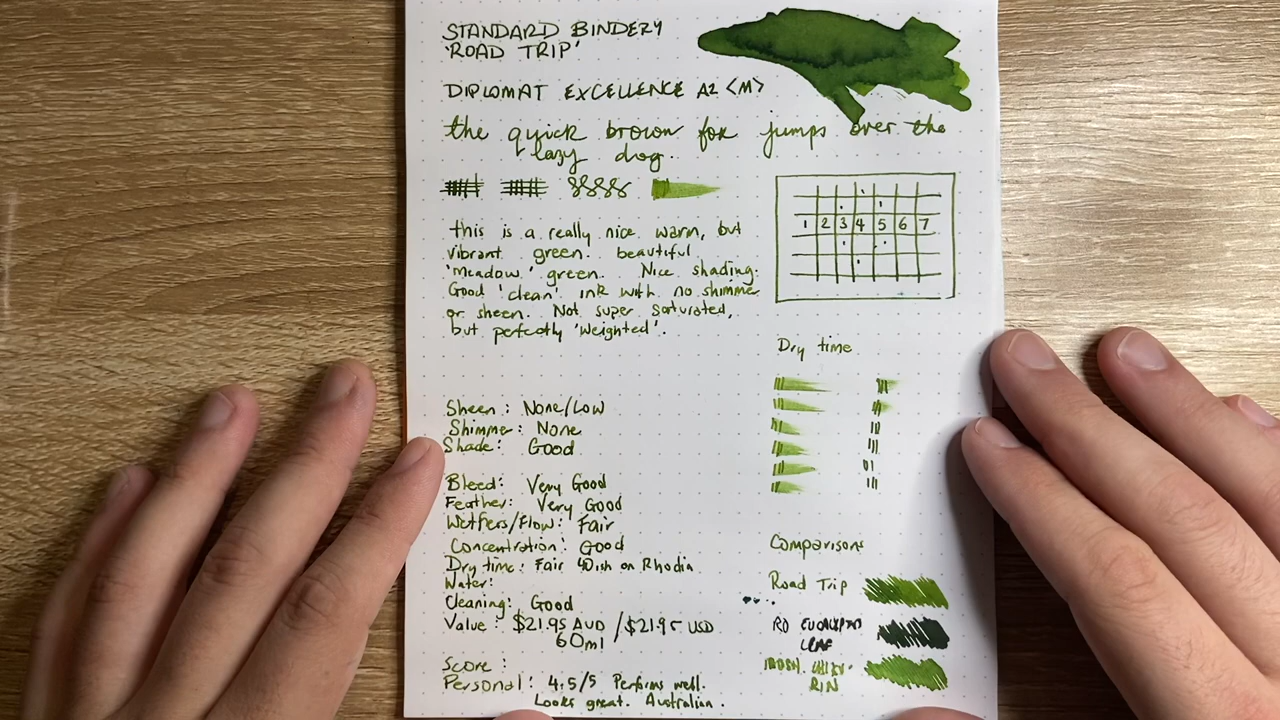 STANDARD BINDERY
'ROAD TRIP'
DIPLOMAT EXCELLENCE A2 <M>
the quick brown fox jumps over the
lazy dog.
1 2 3 4 5 6 7
this is a really nice warm, but
vibrant green. beautiful
'meadow' green. Nice shading.
Good 'clean' ink with no shimmer
or sheen. Not super saturated,
but perfectly 'weighted'.
Dry time
Sheen: None/Low
Shimmer: None
Shade: Good
Bleed: Very Good
Feather: Very Good
Wetness/Flow: Fair
Concentration: Good
Dry time: Fair 40ish on Rhodia
Water:
Cleaning: Good
Value: $21.95 AUD / $21.95 USD
60ml
Score:
Personal: 4.5/5 Performs well.
Looks great. Australian.
Comparisons
Road Trip
RO EUCALYPTUS
LEAF
RIN